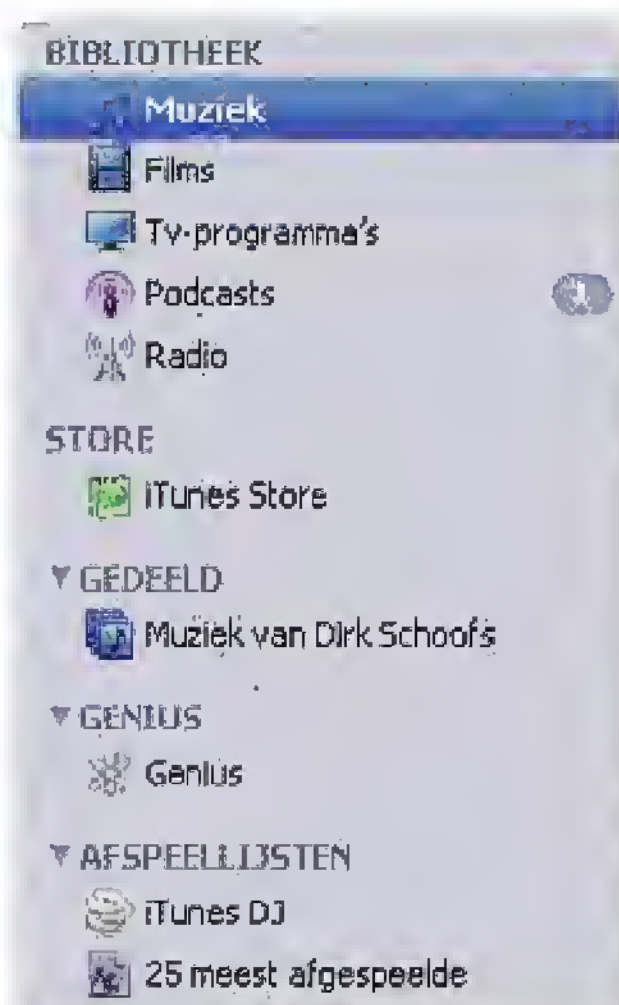 BIBLIOTHEEK
Muziek
Films
Tv-programma's
Podcasts
Radio
STORE
iTunes Store
GEDEELD
Muziek van Dirk Schoofs
GENIUS
Genius
AFSPEELLIJSTEN
iTunes DJ
25 meest afgespeelde